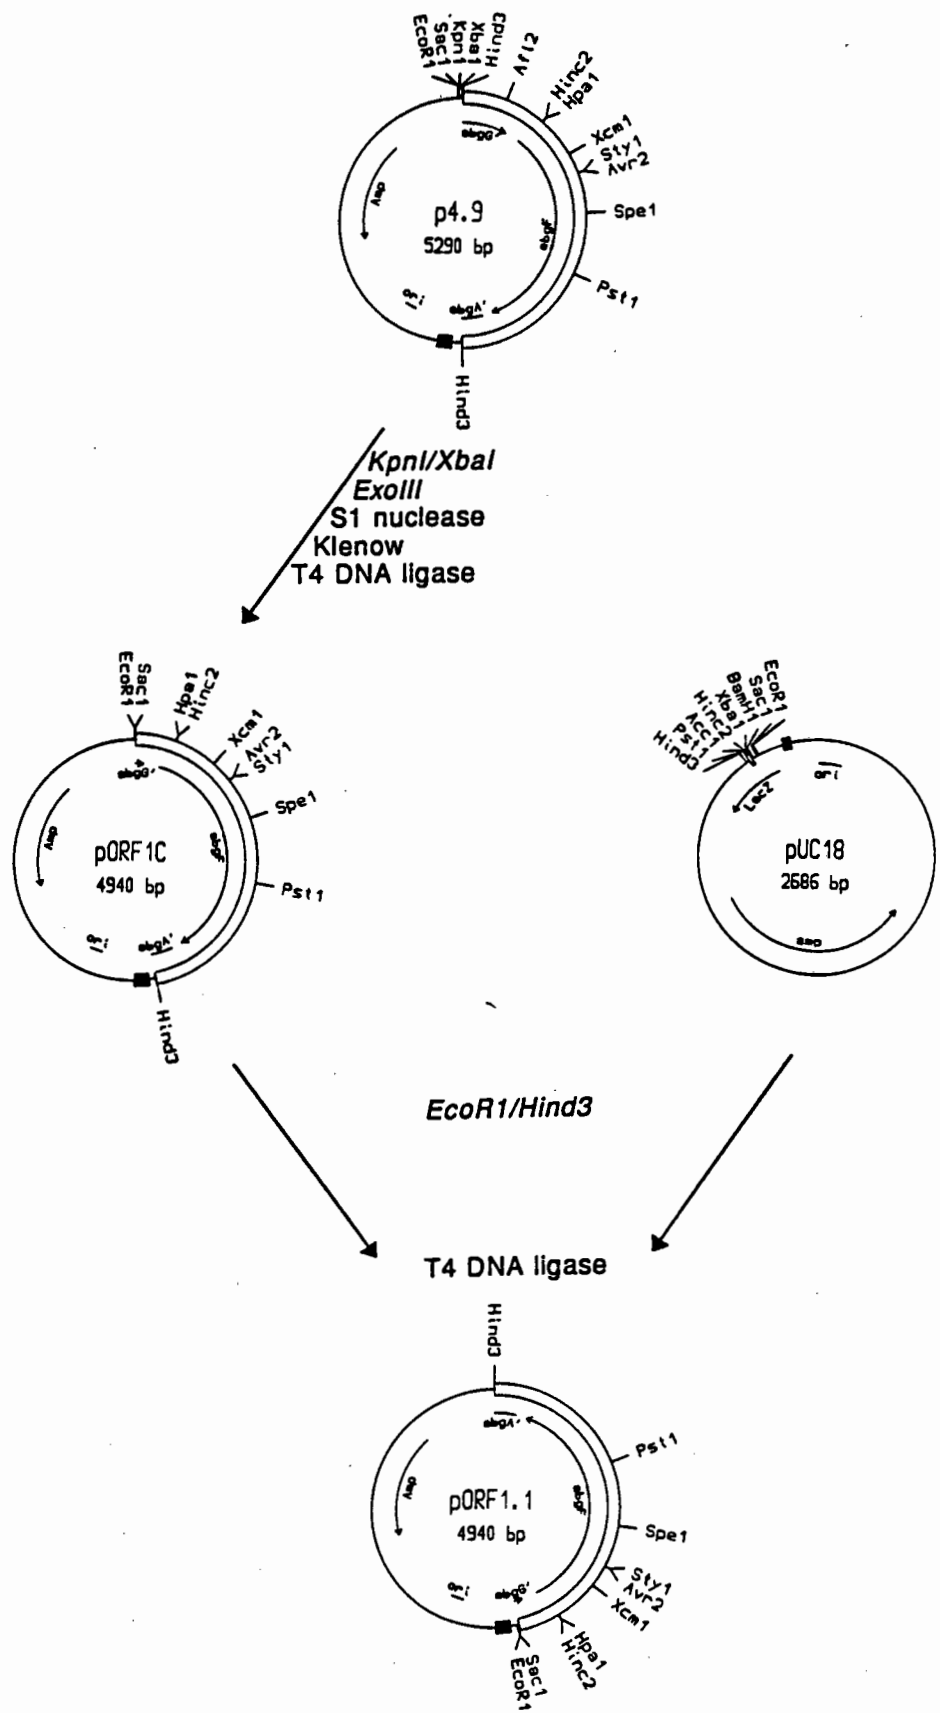 EcoR1
Sac1
Kpn1
Xba1
Hind3
Afl2
Hinc2
Hpa1
Xcm1
Sty1
Avr2
Spe1
Pst1
Hind3
abgG
abgF
abgA'
ori
Amp
p4.9
5290 bp
KpnI/XbaI
ExoIII
S1 nuclease
Klenow
T4 DNA ligase
EcoR1
Sac1
Hpa1
Hinc2
Xcm1
Avr2
Sty1
Spe1
Pst1
Hind3
abgG'
abgF
abgA'
ori
Amp
pORF1C
4940 bp
Hind3
Pst1
Acc1
Hinc2
Xba1
BamH1
Sac1
EcoR1
LacZ
ori
pUC18
2686 bp
amp
EcoR1/Hind3
T4 DNA ligase
Hind3
Pst1
Spe1
Sty1
Avr2
Xcm1
Hpa1
Hinc2
Sac1
EcoR1
abgA'
abgF
abgG'
ori
Amp
pORF1.1
4940 bp